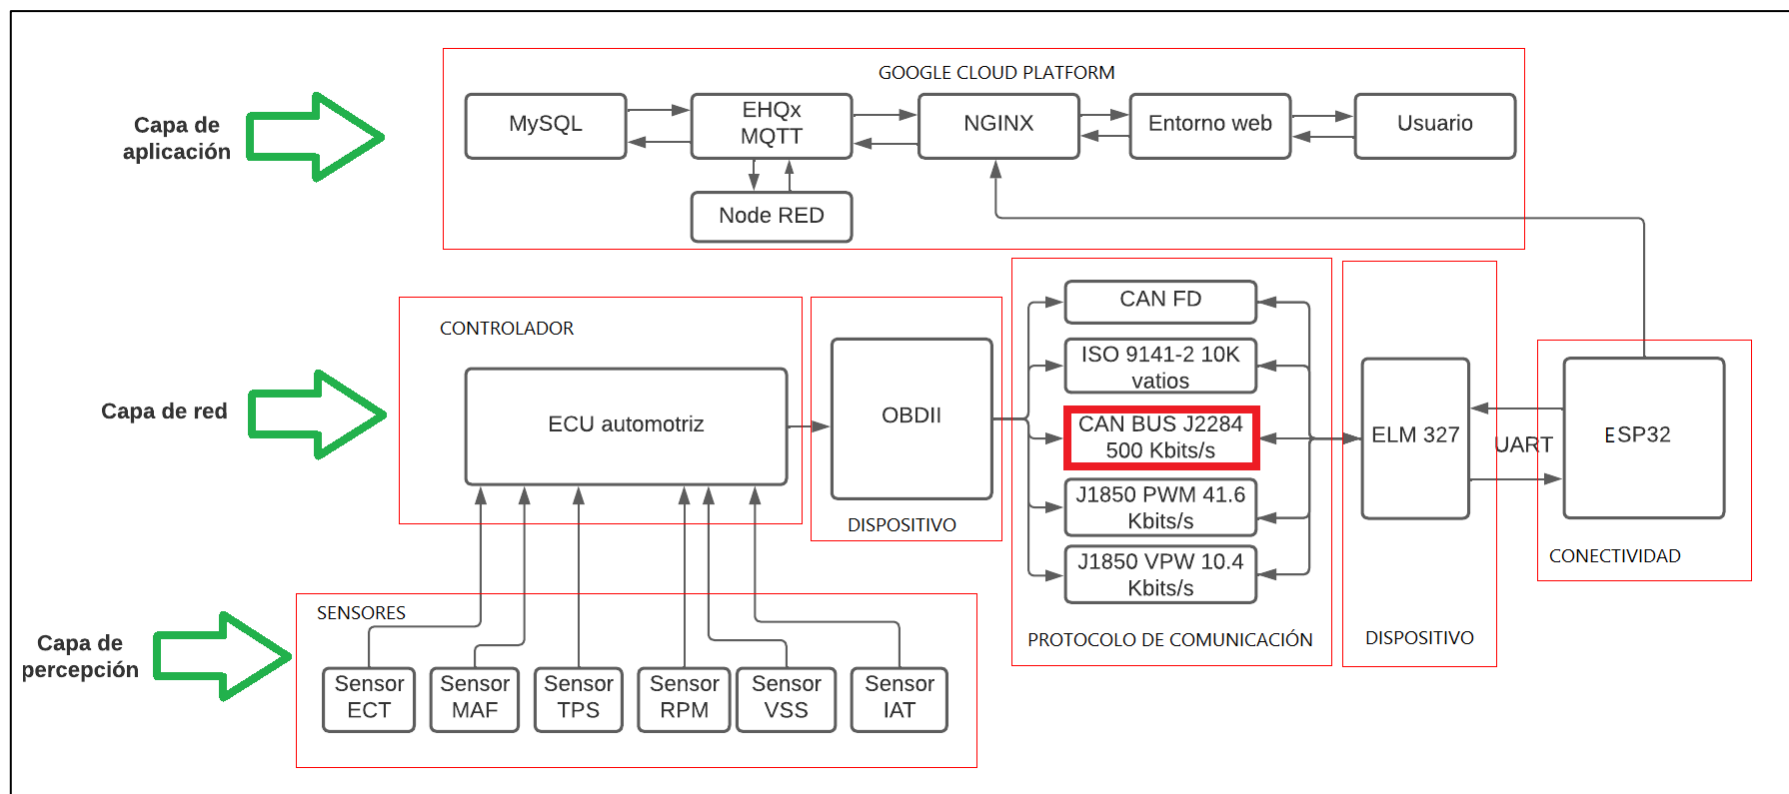 GOOGLE CLOUD PLATFORM
Capa de
aplicación
MySQL
EHQx
MQTT
NGINX
Entorno web
Usuario
Node RED
Capa de red
CONTROLADOR
ECU automotriz
OBDII
DISPOSITIVO
CAN FD
ISO 9141-2 10K
vatios
CAN BUS J2284
500 Kbits/s
J1850 PWM 41.6
Kbits/s
J1850 VPW 10.4
Kbits/s
PROTOCOLO DE COMUNICACIÓN
ELM 327
DISPOSITIVO
UART
ESP32
CONECTIVIDAD
Capa de
percepción
SENSORES
Sensor
ECT
Sensor
MAF
Sensor
TPS
Sensor
RPM
Sensor
VSS
Sensor
IAT